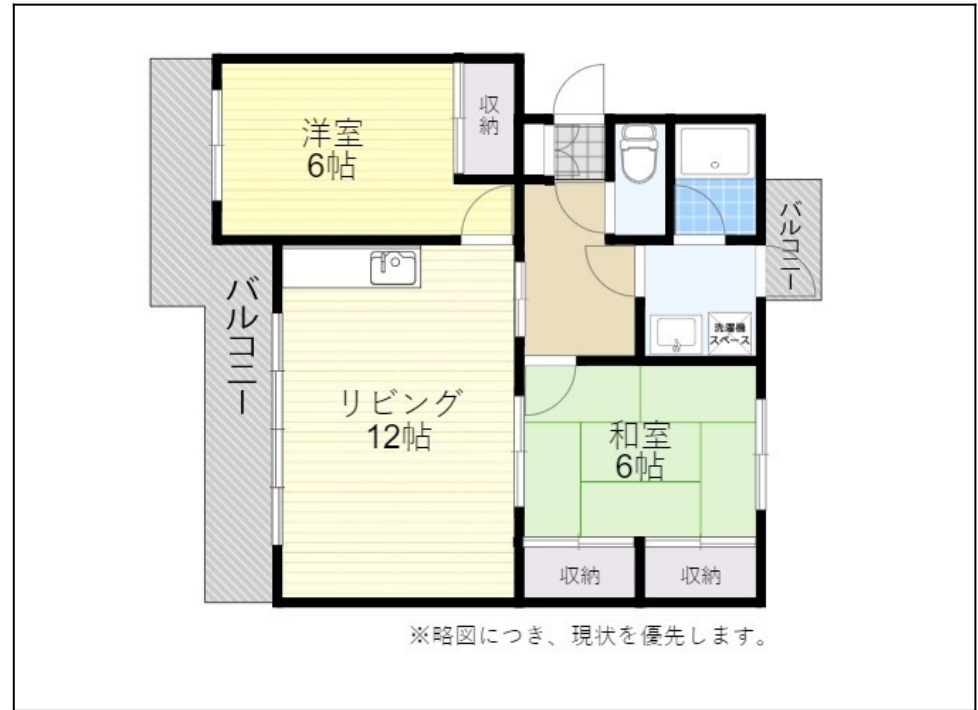 洋室
6帖
収納
バルコニー
バルコニー
洗濯機
スペース
リビング
12帖
和室
6帖
収納
収納
※略図につき、現状を優先します。